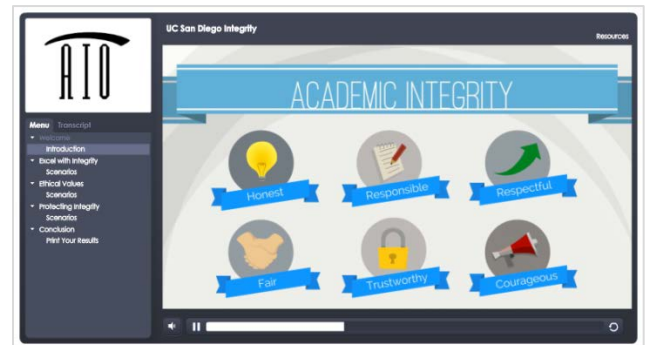 AIO
UC San Diego Integrity
Resources
Menu Transcript
Welcome
Introduction
Excel with Integrity
Scenarios
Ethical Values
Scenarios
Protecting Integrity
Scenarios
Conclusion
Print Your Results
ACADEMIC INTEGRITY
Honest
Responsible
Respectful
Fair
Trustworthy
Courageous